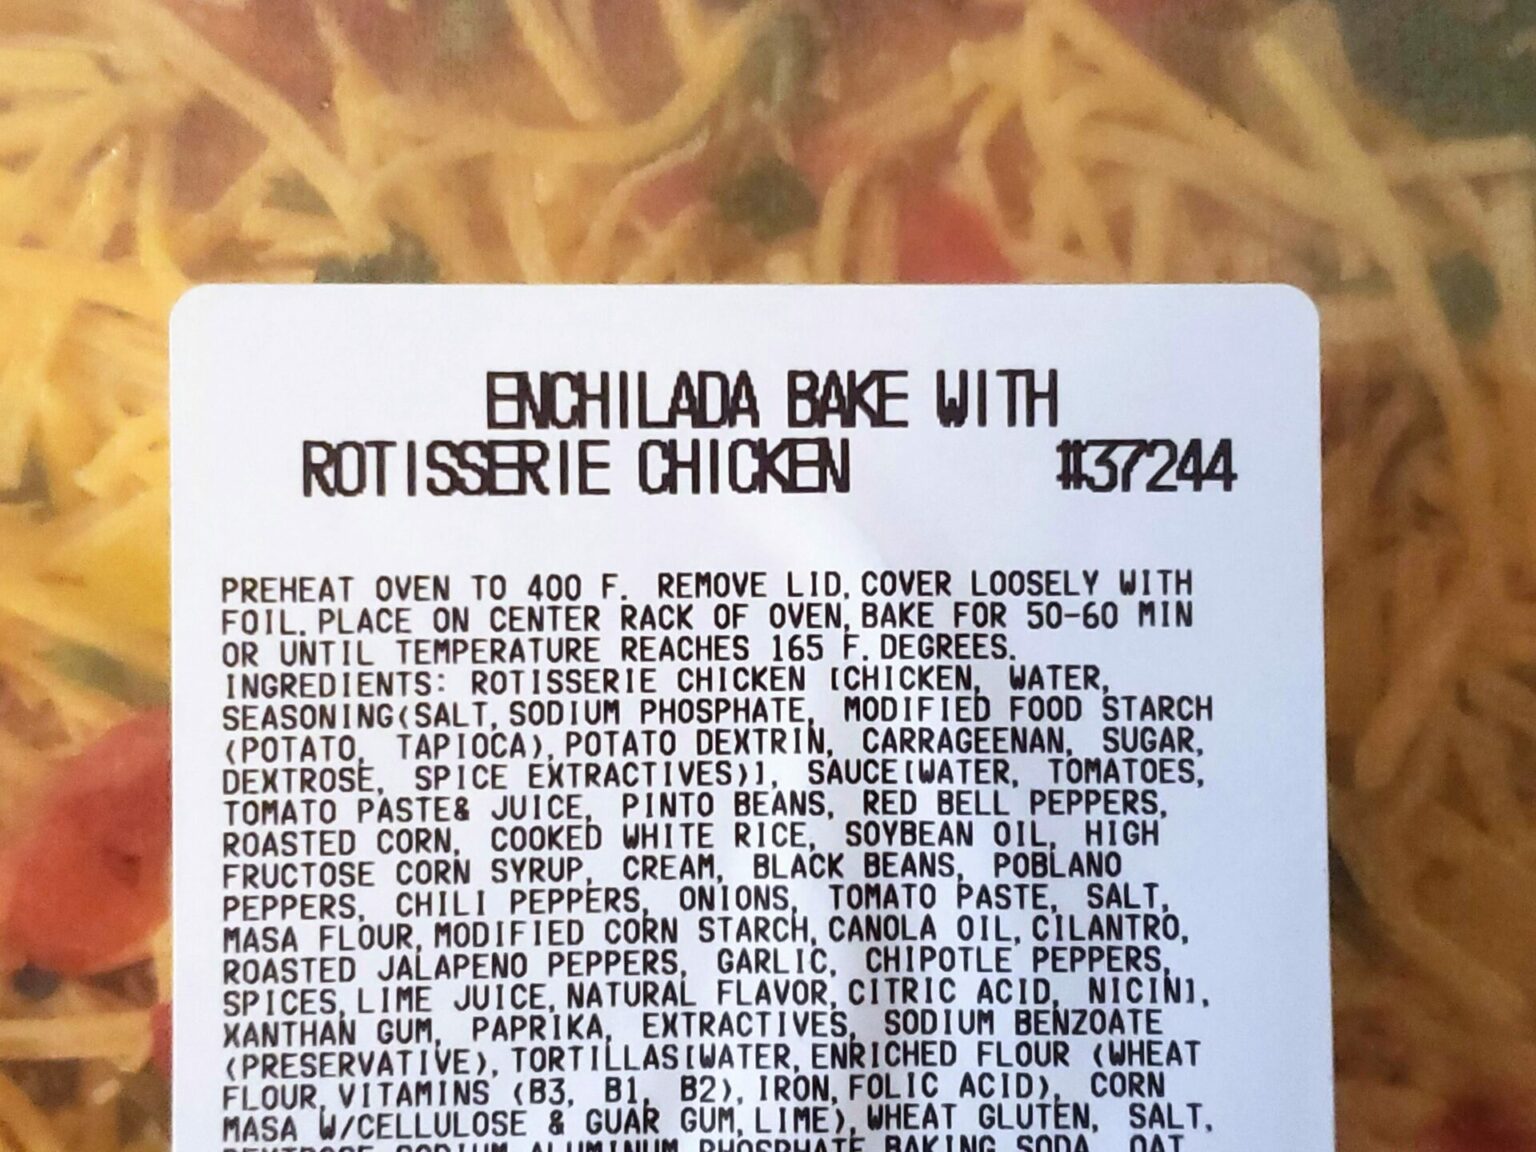 ENCHILADA BAKE WITH
ROTISSERIE CHICKEN #37244
PREHEAT OVEN TO 400 F. REMOVE LID, COVER LOOSELY WITH
FOIL. PLACE ON CENTER RACK OF OVEN, BAKE FOR 50-60 MIN
OR UNTIL TEMPERATURE REACHES 165 F. DEGREES.
INGREDIENTS: ROTISSERIE CHICKEN [CHICKEN, WATER,
SEASONING(SALT, SODIUM PHOSPHATE, MODIFIED FOOD STARCH
(POTATO, TAPIOCA), POTATO DEXTRIN, CARRAGEENAN, SUGAR,
DEXTROSE, SPICE EXTRACTIVES)], SAUCE[WATER, TOMATOES,
TOMATO PASTE& JUICE, PINTO BEANS, RED BELL PEPPERS,
ROASTED CORN, COOKED WHITE RICE, SOYBEAN OIL, HIGH
FRUCTOSE CORN SYRUP, CREAM, BLACK BEANS, POBLANO
PEPPERS, CHILI PEPPERS, ONIONS, TOMATO PASTE, SALT,
MASA FLOUR, MODIFIED CORN STARCH, CANOLA OIL, CILANTRO,
ROASTED JALAPENO PEPPERS, GARLIC, CHIPOTLE PEPPERS,
SPICES, LIME JUICE, NATURAL FLAVOR, CITRIC ACID, NICIN],
XANTHAN GUM, PAPRIKA, EXTRACTIVES, SODIUM BENZOATE
(PRESERVATIVE), TORTILLAS[WATER, ENRICHED FLOUR (WHEAT
FLOUR, VITAMINS (B3, B1, B2), IRON, FOLIC ACID), CORN
MASA W/CELLULOSE & GUAR GUM, LIME), WHEAT GLUTEN, SALT,
DEXTROSE SODIUM ALUMINUM PHOSPHATE BAKING SODA, OAT